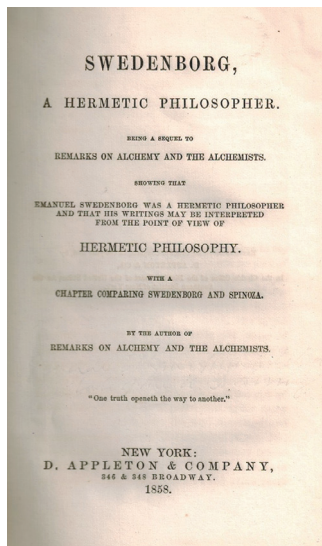 SWEDENBORG,
A HERMETIC PHILOSOPHER.
BEING A SEQUEL TO
REMARKS ON ALCHEMY AND THE ALCHEMISTS.
SHOWING THAT
EMANUEL SWEDENBORG WAS A HERMETIC PHILOSOPHER
AND THAT HIS WRITINGS MAY BE INTERPRETED
FROM THE POINT OF VIEW OF
HERMETIC PHILOSOPHY.
WITH A
CHAPTER COMPARING SWEDENBORG AND SPINOZA.
BY THE AUTHOR OF
REMARKS ON ALCHEMY AND THE ALCHEMISTS.
"One truth openeth the way to another."
NEW YORK:
D. APPLETON & COMPANY,
346 & 348 BROADWAY.
1858.